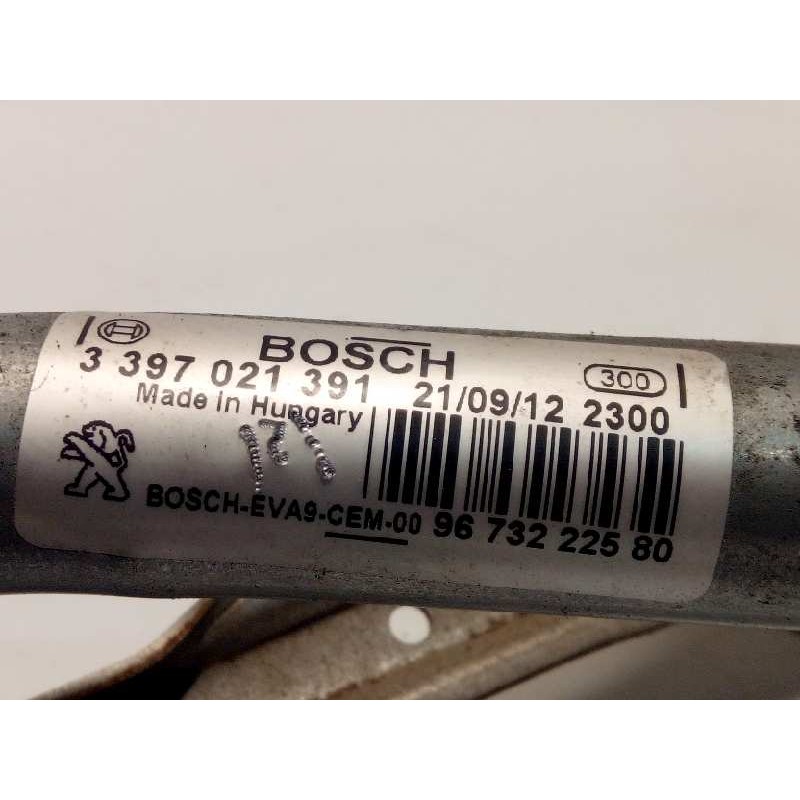 BOSCH
3 397 021 391 21/09/12 2300
300
Made in Hungary
BOSCH-EVA9-CEM-00 96 732 225 80